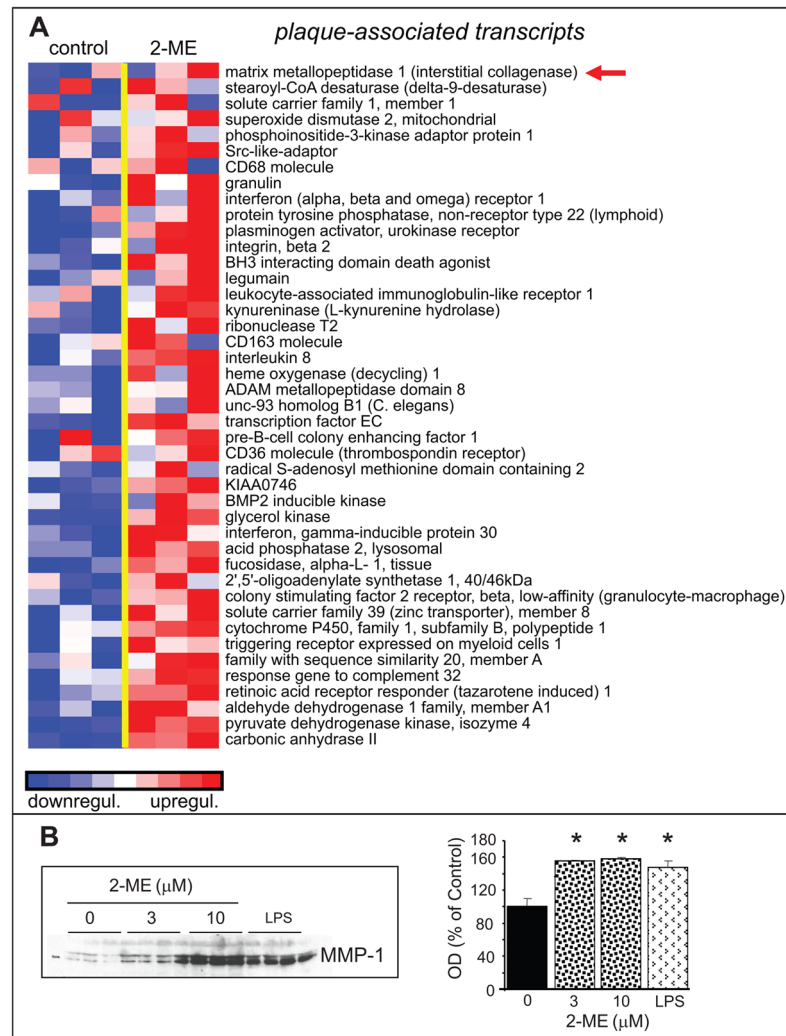 A
plaque-associated transcripts
control 2-ME
matrix metallopeptidase 1 (interstitial collagenase)
stearoyl-CoA desaturase (delta-9-desaturase)
solute carrier family 1, member 1
superoxide dismutase 2, mitochondrial
phosphoinositide-3-kinase adaptor protein 1
Src-like-adaptor
CD68 molecule
granulin
interferon (alpha, beta and omega) receptor 1
protein tyrosine phosphatase, non-receptor type 22 (lymphoid)
plasminogen activator, urokinase receptor
integrin, beta 2
BH3 interacting domain death agonist
legumain
leukocyte-associated immunoglobulin-like receptor 1
kynureninase (L-kynurenine hydrolase)
ribonuclease T2
CD163 molecule
interleukin 8
heme oxygenase (decycling) 1
ADAM metallopeptidase domain 8
unc-93 homolog B1 (C. elegans)
transcription factor EC
pre-B-cell colony enhancing factor 1
CD36 molecule (thrombospondin receptor)
radical S-adenosyl methionine domain containing 2
KIAA0746
BMP2 inducible kinase
glycerol kinase
interferon, gamma-inducible protein 30
acid phosphatase 2, lysosomal
fucosidase, alpha-L- 1, tissue
2',5'-oligoadenylate synthetase 1, 40/46kDa
colony stimulating factor 2 receptor, beta, low-affinity (granulocyte-macrophage)
solute carrier family 39 (zinc transporter), member 8
cytochrome P450, family 1, subfamily B, polypeptide 1
triggering receptor expressed on myeloid cells 1
family with sequence similarity 20, member A
response gene to complement 32
retinoic acid receptor responder (tazarotene induced) 1
aldehyde dehydrogenase 1 family, member A1
pyruvate dehydrogenase kinase, isozyme 4
carbonic anhydrase II
downregul. upregul.
B
2-ME (μM)
0 3 10 LPS
MMP-1
OD (% of Control)
180
160
120
80
40
0
* * *
0 3 10 LPS
2-ME (μM)